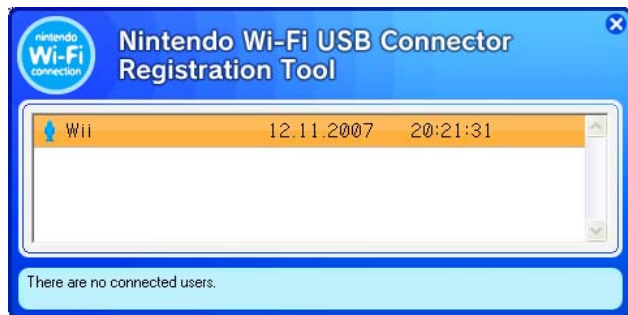 nintendo
Wi-Fi
connection
Nintendo Wi-Fi USB Connector
Registration Tool
Wii 12.11.2007 20:21:31
There are no connected users.